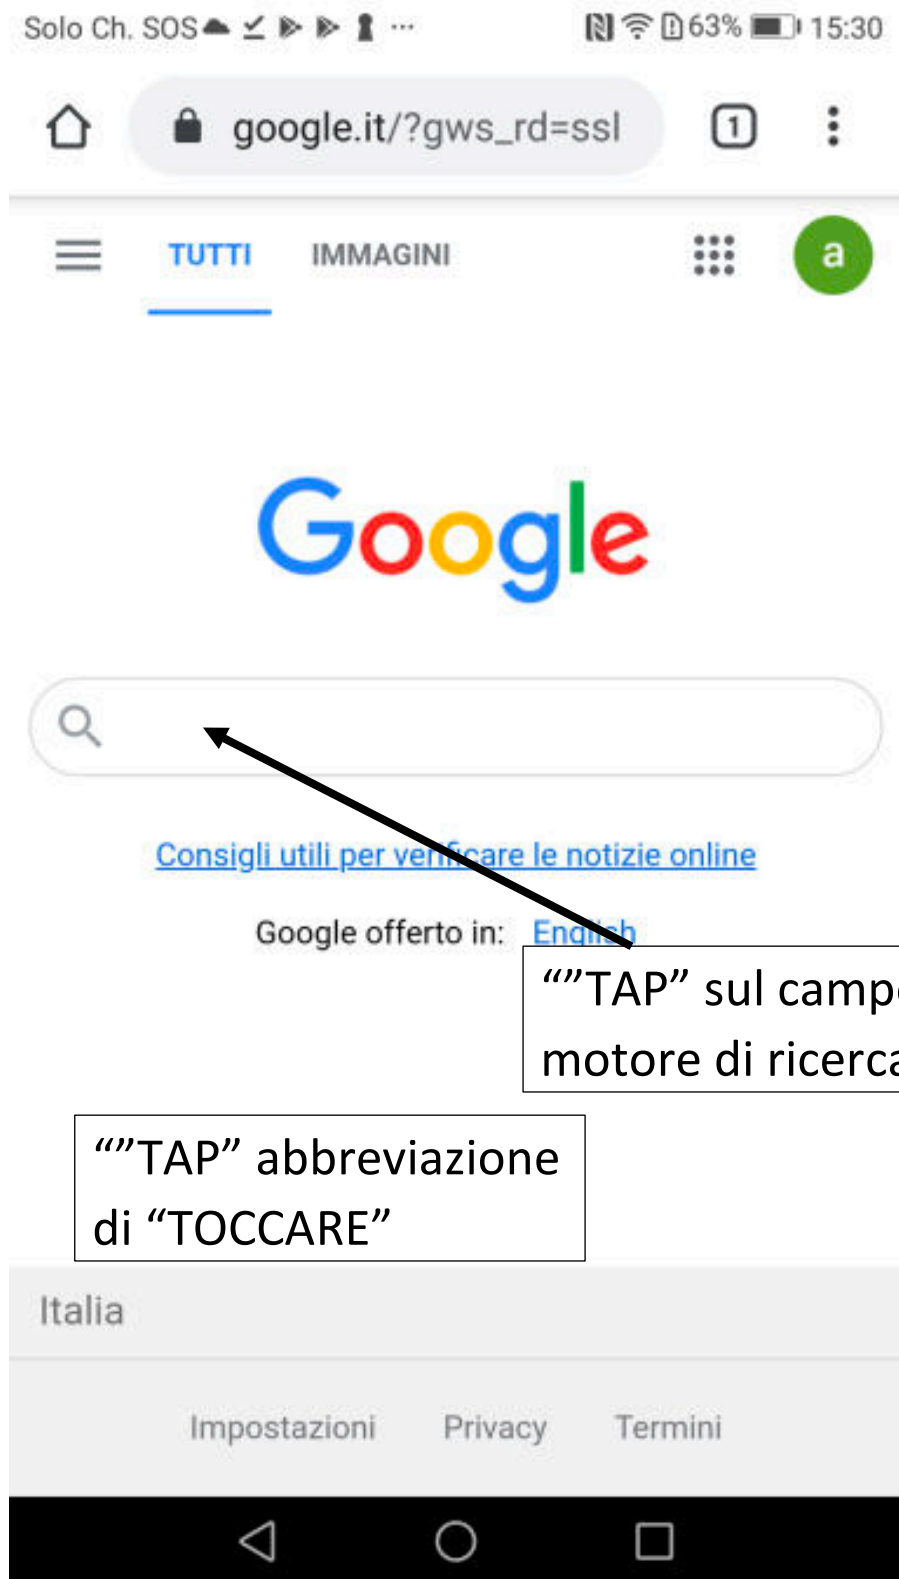 Solo Ch. SOS 63% 15:30
google.it/?gws_rd=ssl 1
TUTTI IMMAGINI a
Google
Consigli utili per verificare le notizie online
Google offerto in: English
“”TAP” sul camp
motore di ricerca
“”TAP” abbreviazione
di “TOCCARE”
Italia
Impostazioni Privacy Termini